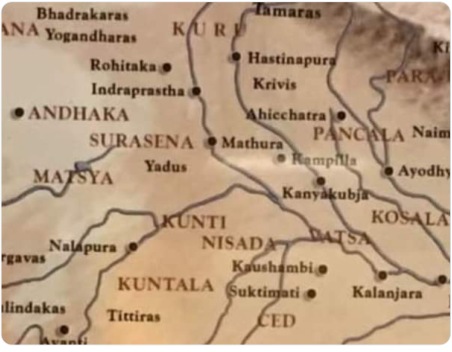 Bhadrakaras
Tamaras
ANA
Yogandharas
KURU
Rohitaka
Hastinapura
Indraprastha
Krivis
PARA
ANDHAKA
Ahicchatra
SURASENA
Mathura
PANCALA
Naim
Yadus
Kampilla
MATSYA
Ayodhy
Kanyakubja
KUNTI
KOSALA
Nalapura
NISADA
VATSA
rgavas
Kaushambi
KUNTALA
Suktimati
Kalanjara
lindakas
Tittiras
CED
Avanti